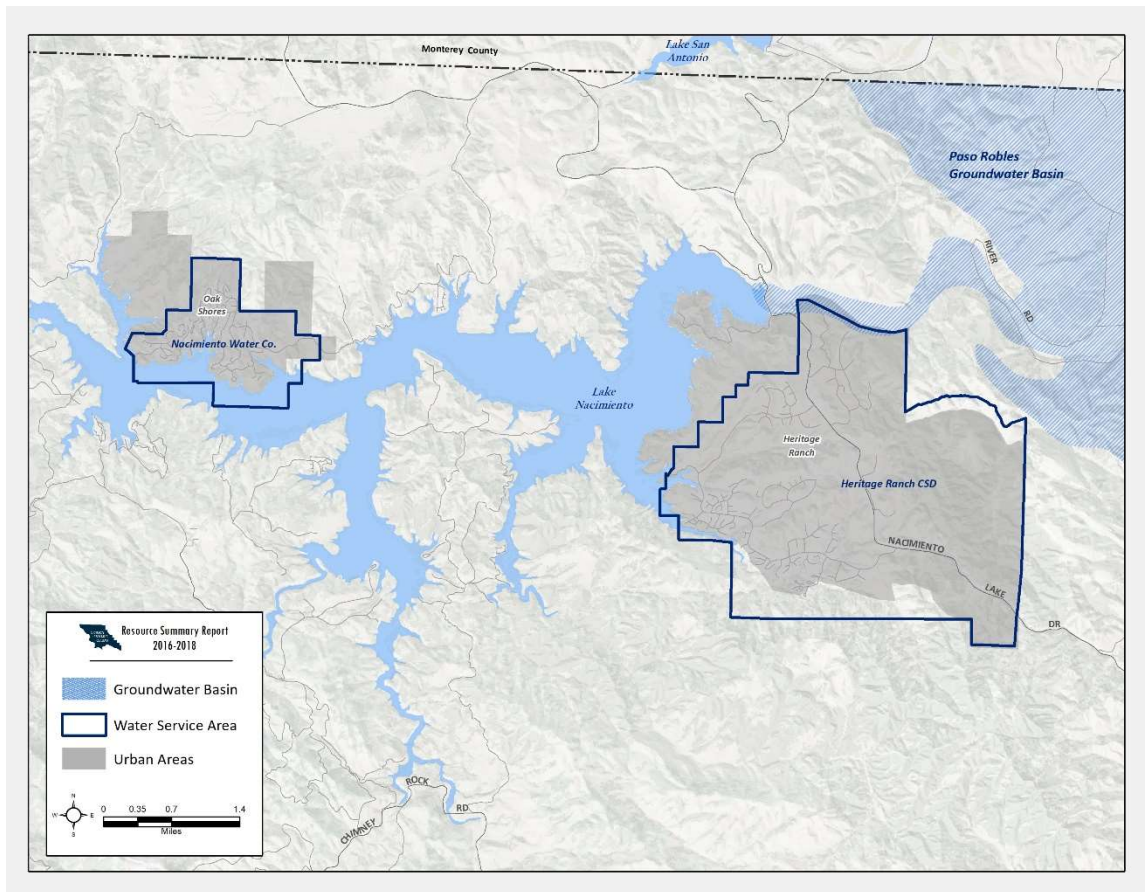 Monterey County
Lake San
Antonio
Paso Robles
Groundwater Basin
RIVER
RD
Oak
Shores
Nacimiento Water Co.
Lake
Nacimiento
Heritage
Ranch
Heritage Ranch CSD
NACIMIENTO
LAKE
DR
Resource Summary Report
2016-2018
Groundwater Basin
Water Service Area
Urban Areas
N
W
E
S
0 0.35 0.7 1.4
Miles
CHIMNEY
ROCK
RD